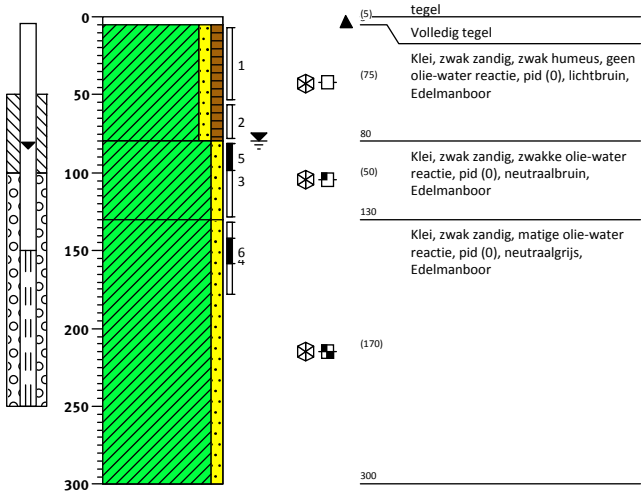 0
50
100
150
200
250
300
1
2
5
3
6
4
(5)
tegel
Volledig tegel
(75)
Klei, zwak zandig, zwak humeus, geen
olie-water reactie, pid (0), lichtbruin,
Edelmanboor
80
(50)
Klei, zwak zandig, zwakke olie-water
reactie, pid (0), neutraalbruin,
Edelmanboor
130
Klei, zwak zandig, matige olie-water
reactie, pid (0), neutraalgrijs,
Edelmanboor
(170)
300